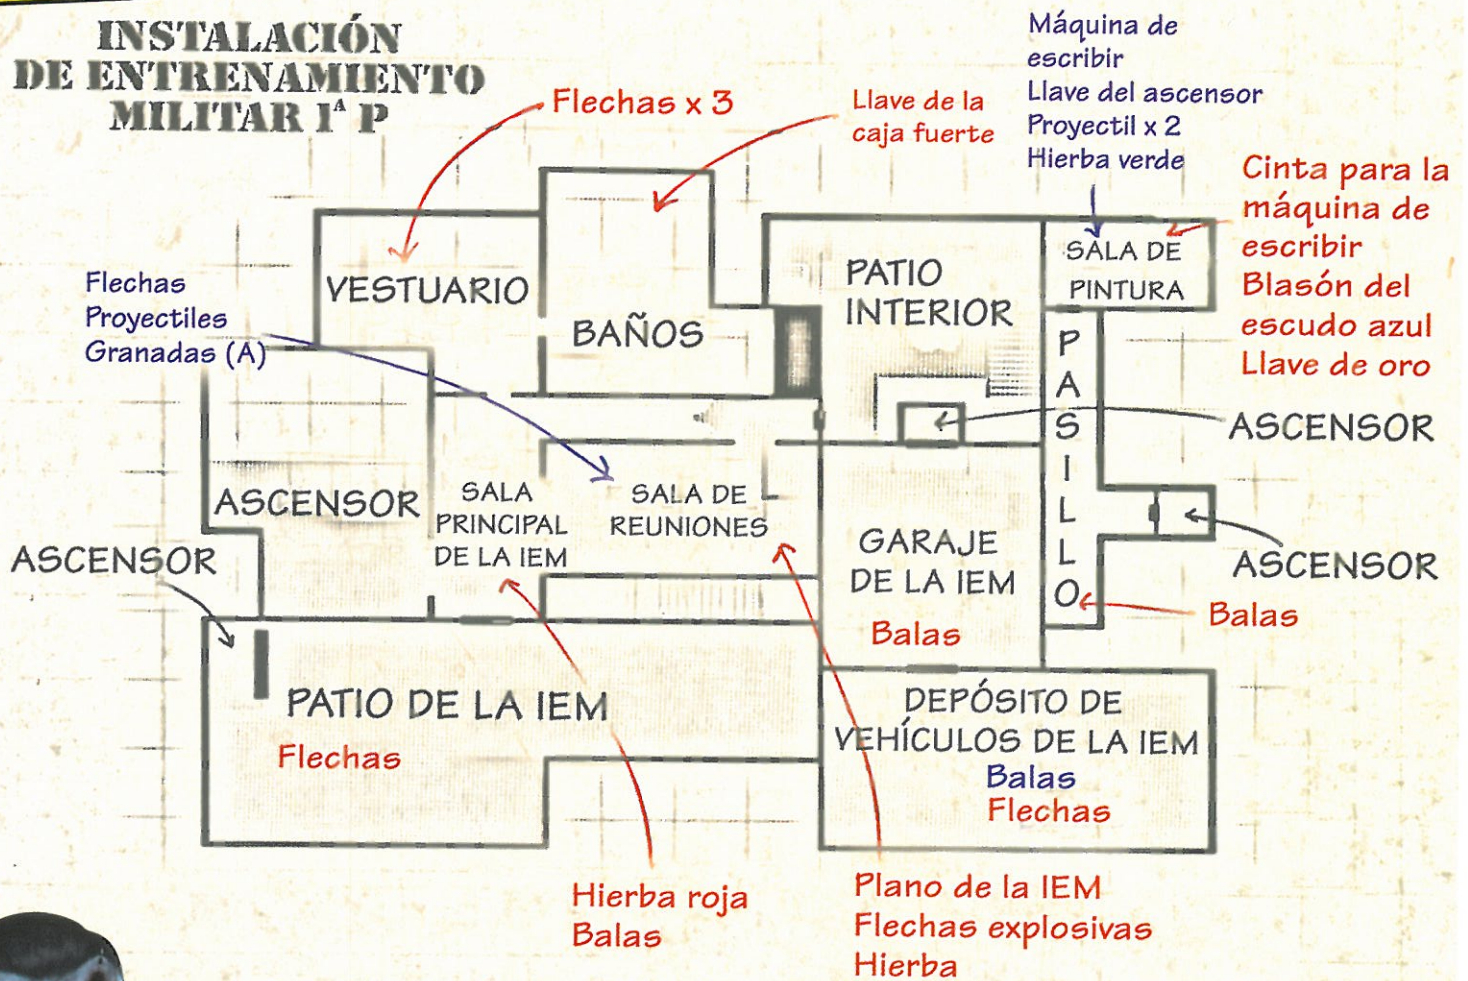 INSTALACIÓN
DE ENTRENAMIENTO
MILITAR 1ª P
Flechas x 3
Llave de la
caja fuerte
Máquina de
escribir
Llave del ascensor
Proyectil x 2
Hierba verde
Cinta para la
máquina de
escribir
Blasón del
escudo azul
Llave de oro
Flechas
Proyectiles
Granadas (A)
VESTUARIO
BAÑOS
PATIO
INTERIOR
SALA DE
PINTURA
PASILLO
ASCENSOR
ASCENSOR
SALA
PRINCIPAL
DE LA IEM
SALA DE
REUNIONES
GARAJE
DE LA IEM
Balas
ASCENSOR
ASCENSOR
Balas
PATIO DE LA IEM
Flechas
DEPÓSITO DE
VEHÍCULOS DE LA IEM
Balas
Flechas
Hierba roja
Balas
Plano de la IEM
Flechas explosivas
Hierba